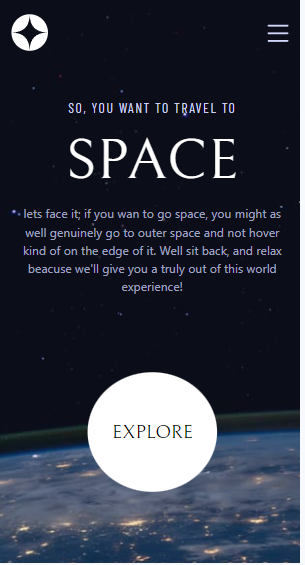 SO, YOU WANT TO TRAVEL TO
SPACE
lets face it; if you wan to go space, you might as
well genuinely go to outer space and not hover
kind of on the edge of it. Well sit back, and relax
beacuse we'll give you a truly out of this world
experience!
EXPLORE